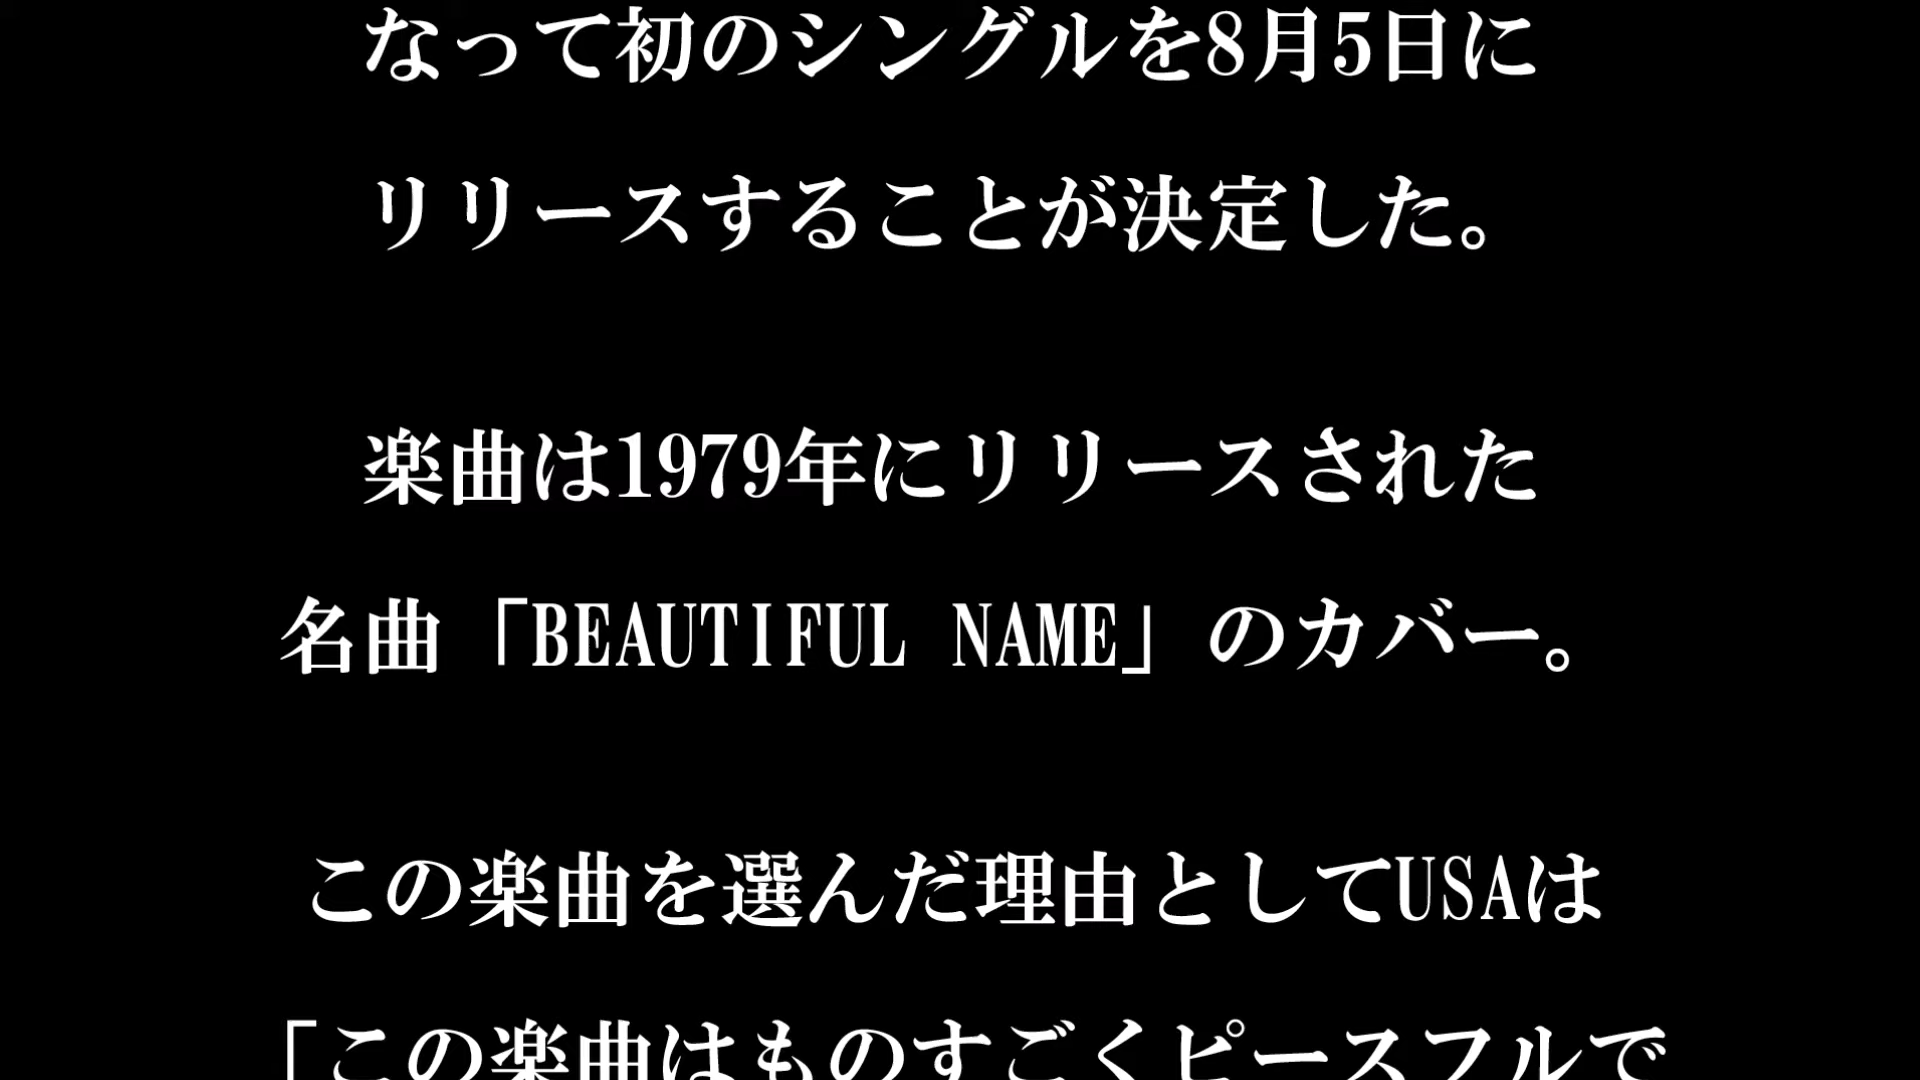 なって初のシングルを8月5日に
リリースすることが決定した。
楽曲は1979年にリリースされた
名曲「BEAUTIFUL NAME」のカバー。
この楽曲を選んだ理由としてUSAは
「この楽曲はものすごくピースフルで